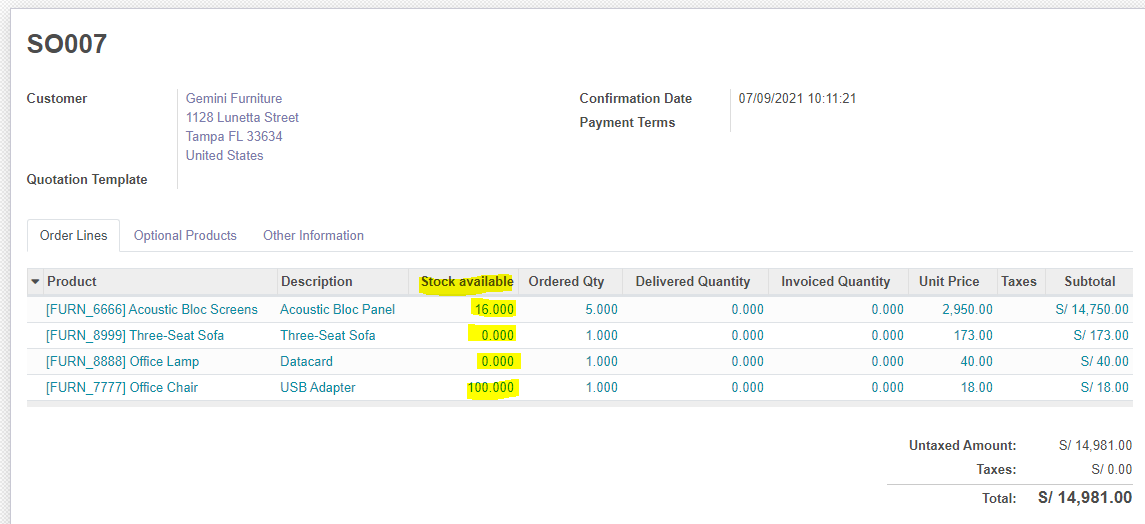 SO007
Customer Gemini Furniture Confirmation Date 07/09/2021 10:11:21
1128 Lunetta Street Payment Terms
Tampa FL 33634
United States
Quotation Template
Order Lines Optional Products Other Information
Product Description Stock available Ordered Qty Delivered Quantity Invoiced Quantity Unit Price Taxes Subtotal
[FURN_6666] Acoustic Bloc Screens Acoustic Bloc Panel 16.000 5.000 0.000 0.000 2,950.00 S/ 14,750.00
[FURN_8999] Three-Seat Sofa Three-Seat Sofa 0.000 1.000 0.000 0.000 173.00 S/ 173.00
[FURN_8888] Office Lamp Datacard 0.000 1.000 0.000 0.000 40.00 S/ 40.00
[FURN_7777] Office Chair USB Adapter 100.000 1.000 0.000 0.000 18.00 S/ 18.00
Untaxed Amount: S/ 14,981.00
Taxes: S/ 0.00
Total: S/ 14,981.00